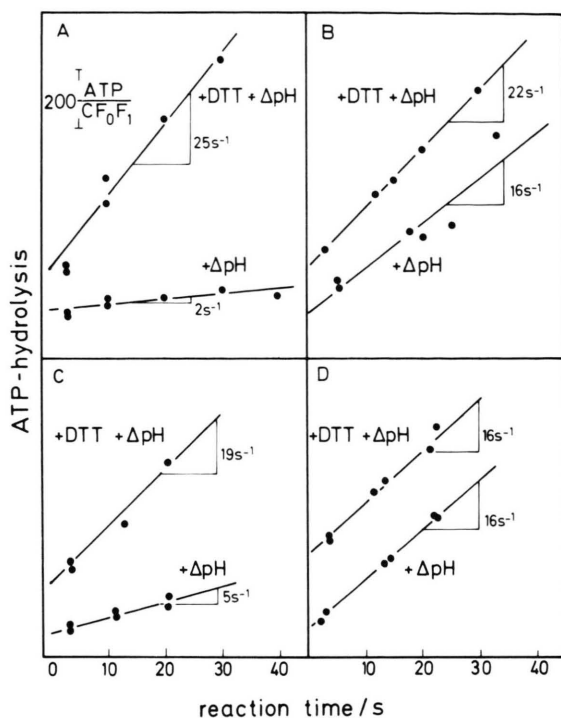 A
200 ATP
CF₀F₁
+DTT +ΔpH
25s⁻¹
+ΔpH
2s⁻¹
B
+DTT +ΔpH
22s⁻¹
16s⁻¹
+ΔpH
C
+DTT +ΔpH
19s⁻¹
+ΔpH
5s⁻¹
D
+DTT +ΔpH
16s⁻¹
16s⁻¹
+ΔpH
ATP-hydrolysis
0 10 20 30 40
10 20 30 40
reaction time/s